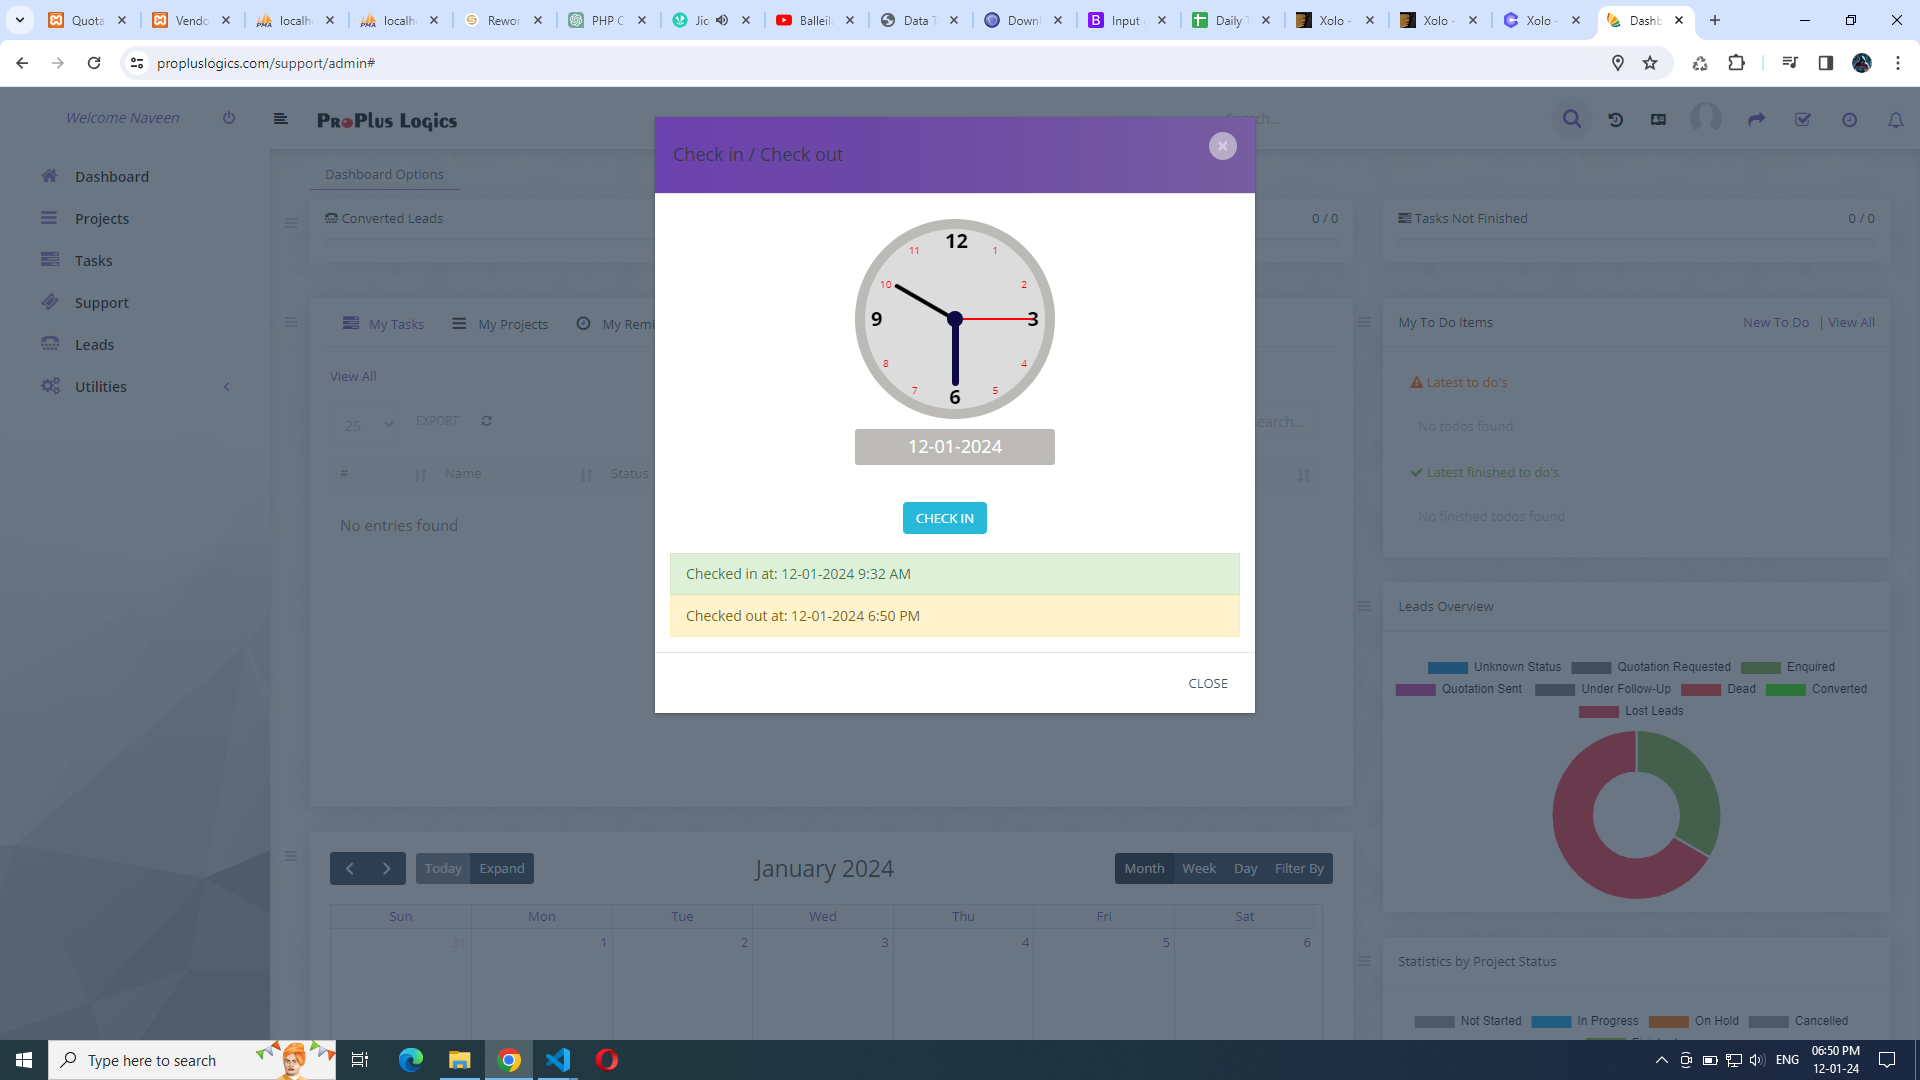 Quota
Vendo
localh
localh
Rewor
PHP C
Jio
Balleil
Data T
Downl
Input
Daily T
Xolo -
Xolo -
Xolo -
Dashb
propluslogics.com/support/admin#
Welcome Naveen
ProPlus Logics
Search...
Dashboard
Projects
Tasks
Support
Leads
Utilities
Dashboard Options
Converted Leads
0 / 0
Tasks Not Finished
0 / 0
My Tasks
My Projects
My Remi
View All
25
EXPORT
earch...
#
Name
Status
No entries found
Check in / Check out
12
11
1
10
2
9
3
8
4
7
5
6
12-01-2024
CHECK IN
Checked in at: 12-01-2024 9:32 AM
Checked out at: 12-01-2024 6:50 PM
CLOSE
My To Do Items
New To Do | View All
Latest to do's
No todos found
Latest finished to do's
No finished todos found
Leads Overview
Unknown Status
Quotation Requested
Enquired
Quotation Sent
Under Follow-Up
Dead
Converted
Lost Leads
Today
Expand
January 2024
Month
Week
Day
Filter By
Sun
Mon
Tue
Wed
Thu
Fri
Sat
31
1
2
3
4
5
6
Statistics by Project Status
Not Started
In Progress
On Hold
Cancelled
Type here to search
ENG
06:50 PM
12-01-24